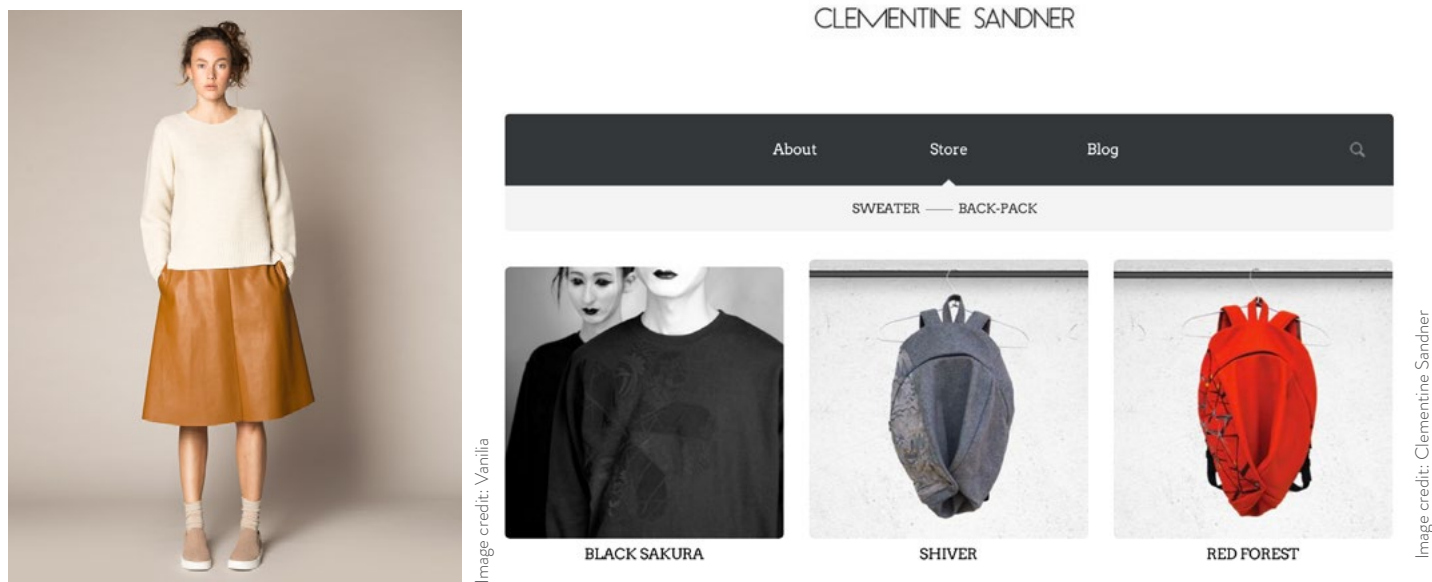 Image credit: Vanilia
CLEMENTINE SANDNER
About
Store
Blog
SWEATER — BACK-PACK
BLACK SAKURA
SHIVER
RED FOREST
Image credit: Clementine Sandner